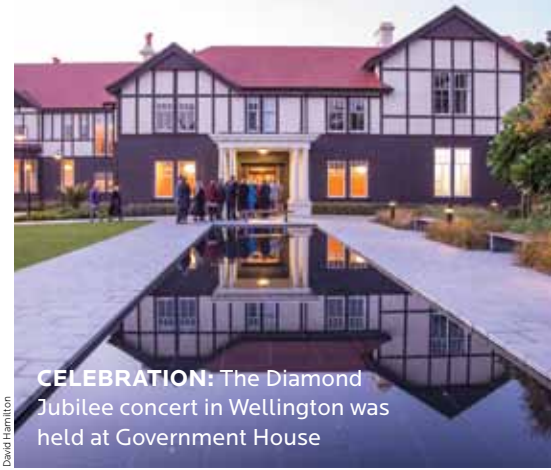 CELEBRATION: The Diamond
Jubilee concert in Wellington was
held at Government House
David Hamilton